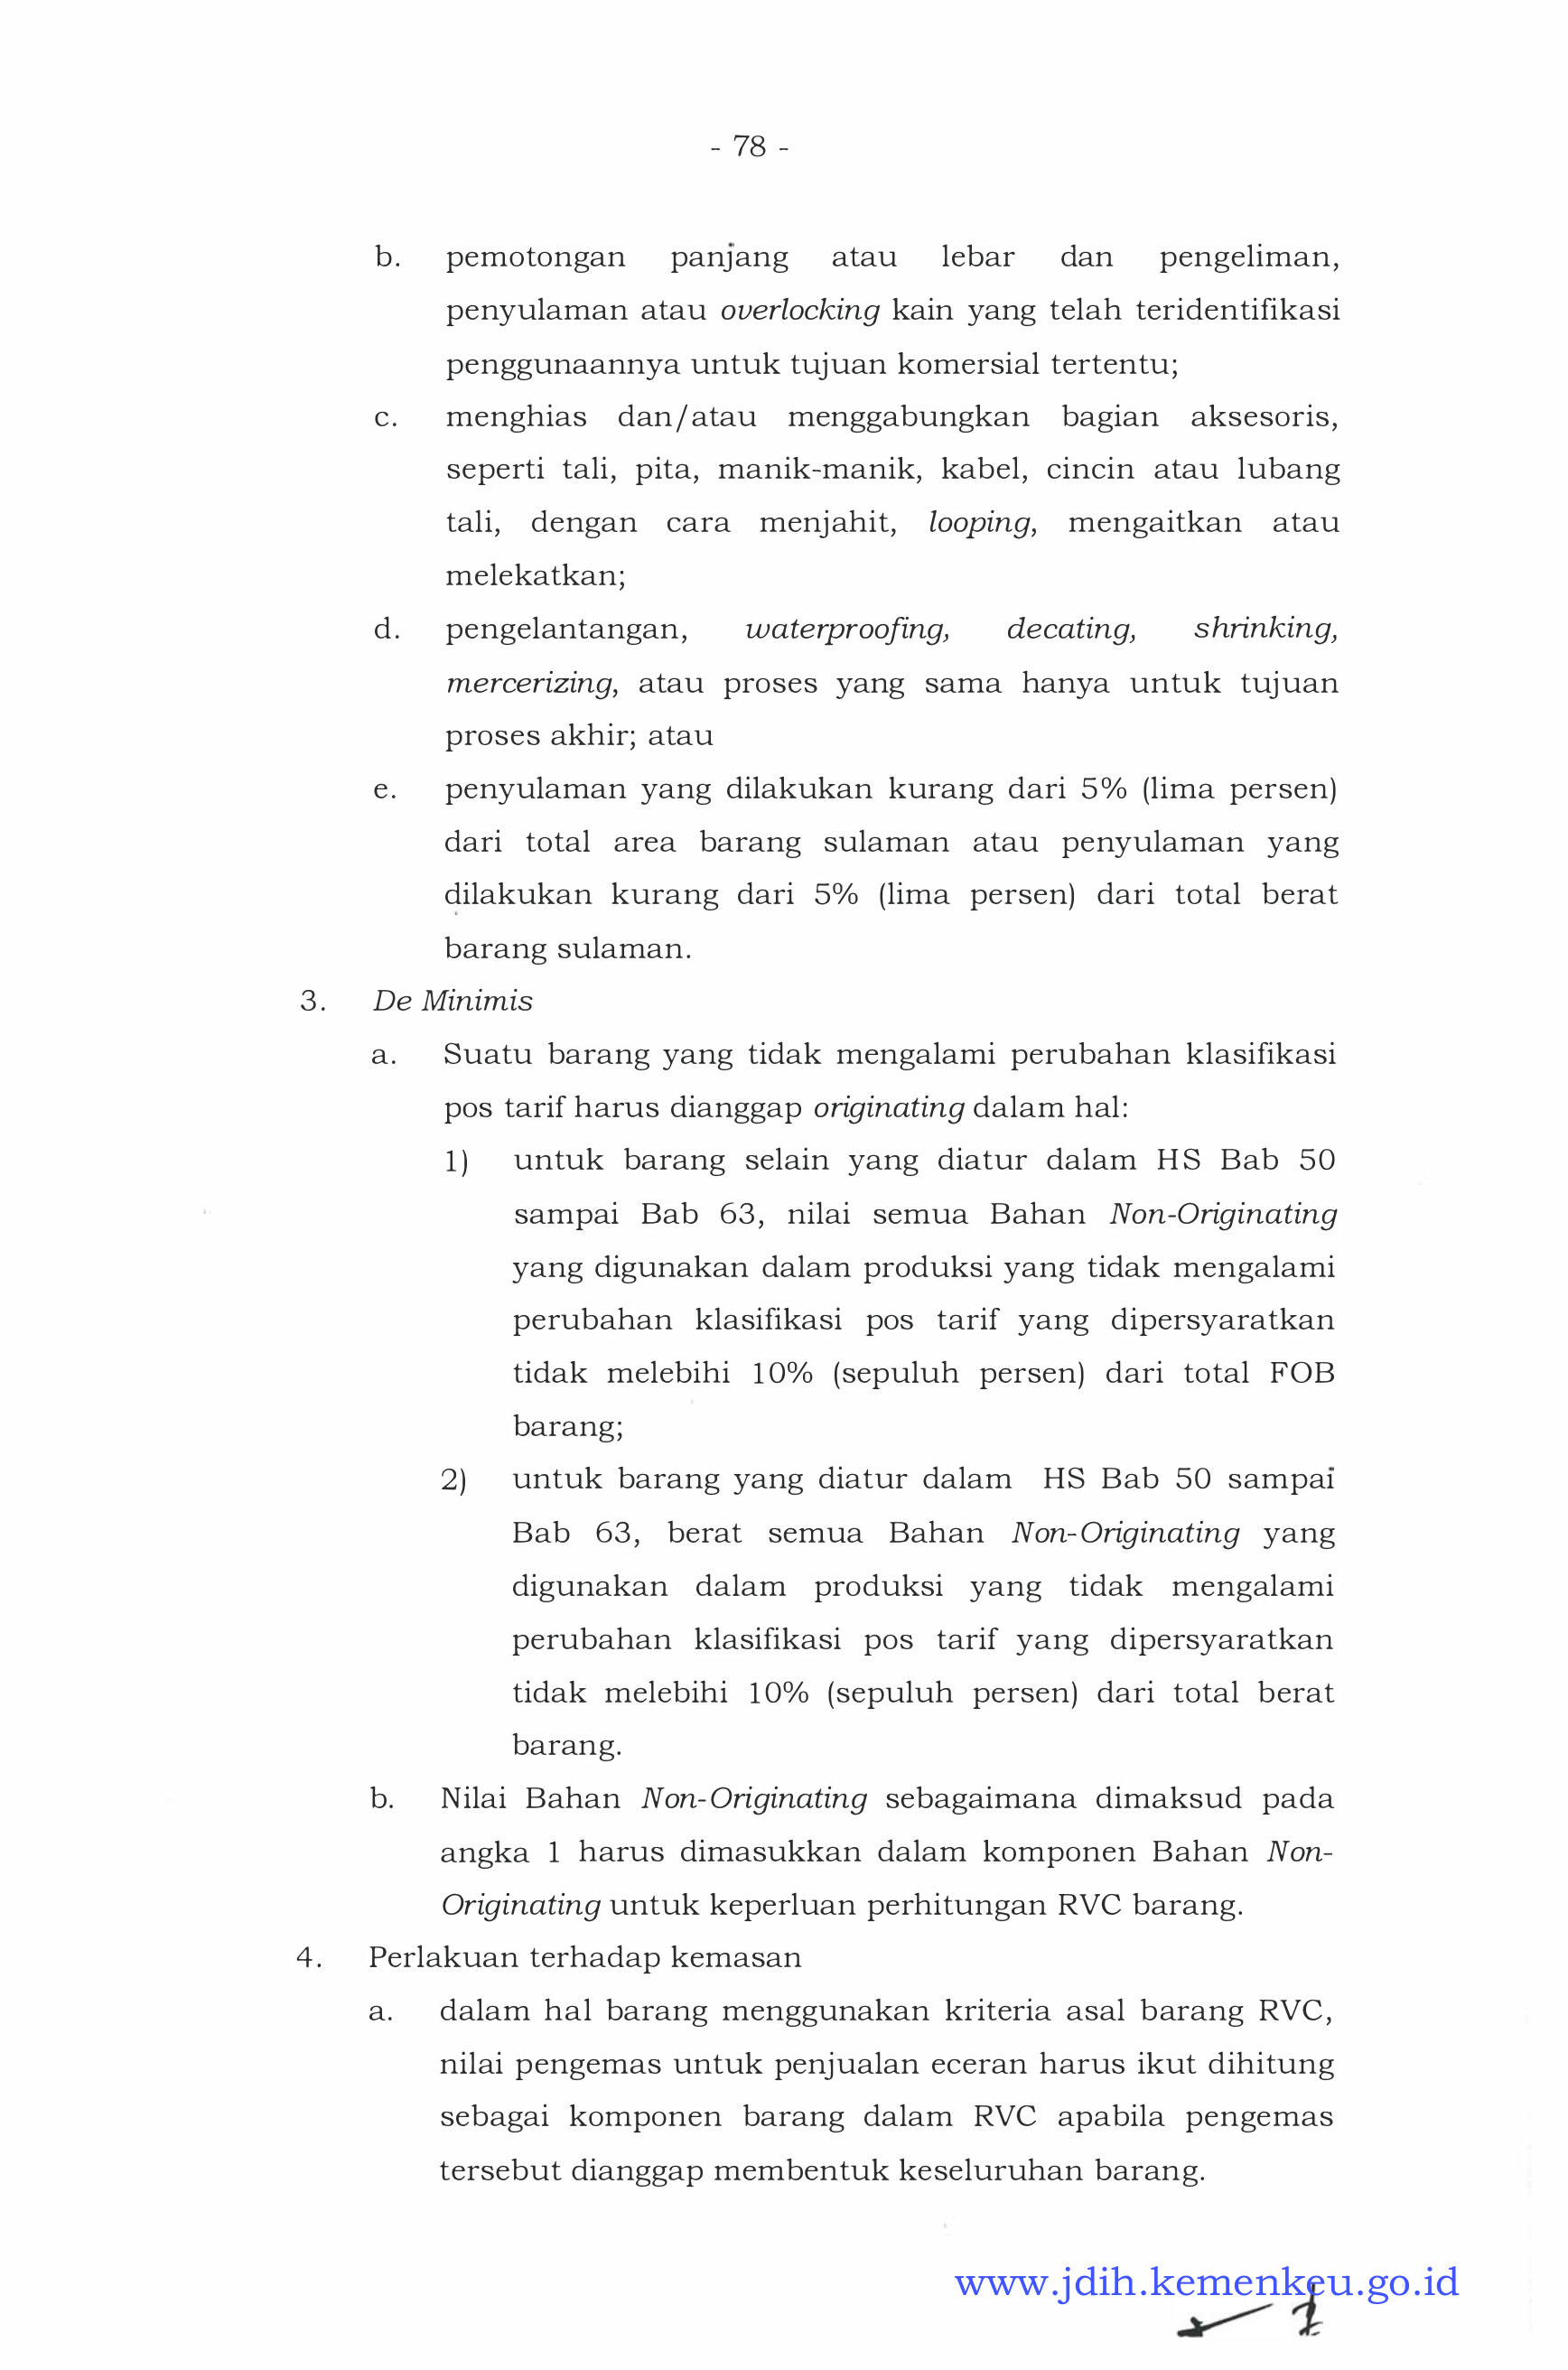 - 78 -
b. pemotongan panjang atau lebar dan pengeliman,
penyulaman atau overlocking kain yang telah teridentifikasi
penggunaannya untuk tujuan komersial tertentu;
c. menghias dan/atau menggabungkan bagian aksesoris,
seperti tali, pita, manik-manik, kabel, cincin atau lubang
tali, dengan cara menjahit, looping, mengaitkan atau
melekatkan;
d. pengelantangan, waterproofing, decating, shrinking,
mercerizing, atau proses yang sama hanya untuk tujuan
proses akhir; atau
e. penyulaman yang dilakukan kurang dari 5% (lima persen)
dari total area barang sulaman atau penyulaman yang
dilakukan kurang dari 5% (lima persen) dari total berat
barang sulaman.
3. De Minimis
a. Suatu barang yang tidak mengalami perubahan klasifikasi
pos tarif harus dianggap originating dalam hal:
1) untuk barang selain yang diatur dalam HS Bab 50
sampai Bab 63, nilai semua Bahan Non-Originating
yang digunakan dalam produksi yang tidak mengalami
perubahan klasifikasi pos tarif yang dipersyaratkan
tidak melebihi 10% (sepuluh persen) dari total FOB
barang;
2) untuk barang yang diatur dalam HS Bab 50 sampai
Bab 63, berat semua Bahan Non-Originating yang
digunakan dalam produksi yang tidak mengalami
perubahan klasifikasi pos tarif yang dipersyaratkan
tidak melebihi 10% (sepuluh persen) dari total berat
barang.
b. Nilai Bahan Non-Originating sebagaimana dimaksud pada
angka 1 harus dimasukkan dalam komponen Bahan Non-
Originating untuk keperluan perhitungan RVC barang.
4. Perlakuan terhadap kemasan
a. dalam hal barang menggunakan kriteria asal barang RVC,
nilai pengemas untuk penjualan eceran harus ikut dihitung
sebagai komponen barang dalam RVC apabila pengemas
tersebut dianggap membentuk keseluruhan barang.
www.jdih.kemenkeu.go.id